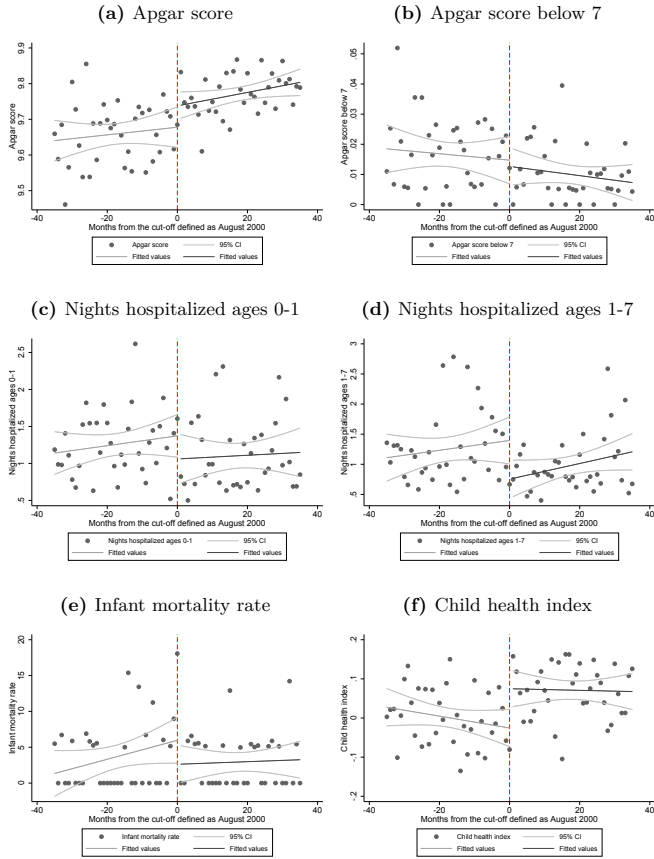 (a) Apgar score
9.9
9.8
9.7
9.6
9.5
Apgar score
-40 -20 0 20 40
Months from the cut-off defined as August 2000
Apgar score 95% CI
Fitted values Fitted values
(b) Apgar score below 7
.05
.04
.03
.02
.01
0
Apgar score below 7
-40 -20 0 20 40
Months from the cut-off defined as August 2000
Apgar score below 7 95% CI
Fitted values Fitted values
(c) Nights hospitalized ages 0-1
2.5
2
1.5
1
.5
Nights hospitalized ages 0-1
-40 -20 0 20 40
Months from the cut-off defined as August 2000
Nights hospitalized ages 0-1 95% CI
Fitted values Fitted values
(d) Nights hospitalized ages 1-7
3
2.5
2
1.5
1
.5
Nights hospitalized ages 1-7
-40 -20 0 20 40
Months from the cut-off defined as August 2000
Nights hospitalized ages 1-7 95% CI
Fitted values Fitted values
(e) Infant mortality rate
20
15
10
5
0
Infant mortality rate
-40 -20 0 20 40
Months from the cut-off defined as August 2000
Infant mortality rate 95% CI
Fitted values Fitted values
(f) Child health index
.2
.1
0
-.1
-.2
Child health index
-40 -20 0 20 40
Months from the cut-off defined as August 2000
Child health index 95% CI
Fitted values Fitted values